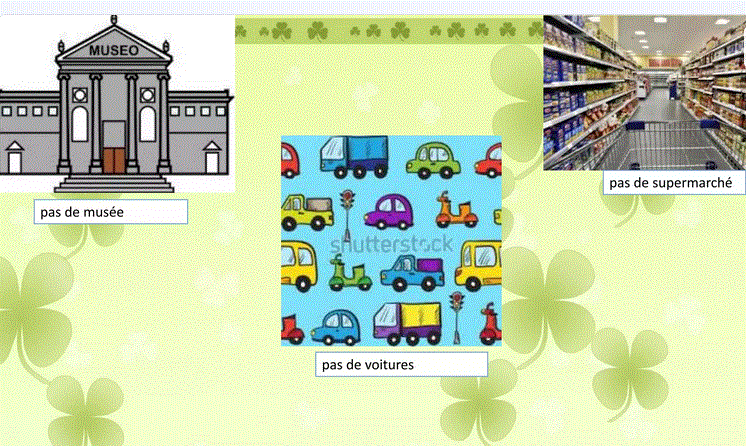 MUSEO
pas de musée
pas de supermarché
shutterstock
pas de voitures